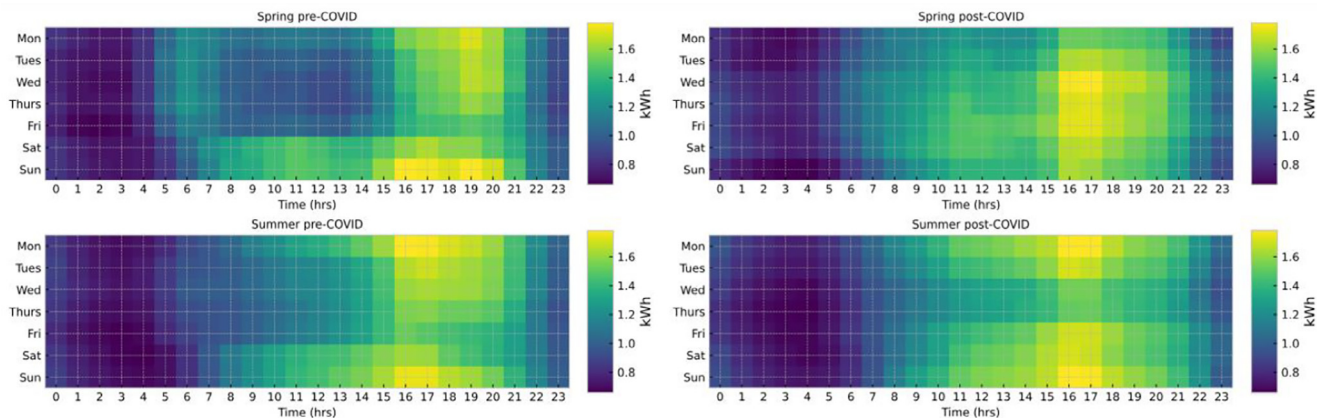 Spring pre-COVID
Mon
Tues
Wed
Thurs
Fri
Sat
Sun
0 1 2 3 4 5 6 7 8 9 10 11 12 13 14 15 16 17 18 19 20 21 22 23
Time (hrs)
1.6
1.4
1.2
1.0
0.8
kWh
Spring post-COVID
Mon
Tues
Wed
Thurs
Fri
Sat
Sun
0 1 2 3 4 5 6 7 8 9 10 11 12 13 14 15 16 17 18 19 20 21 22 23
Time (hrs)
1.6
1.4
1.2
1.0
0.8
kWh
Summer pre-COVID
Mon
Tues
Wed
Thurs
Fri
Sat
Sun
0 1 2 3 4 5 6 7 8 9 10 11 12 13 14 15 16 17 18 19 20 21 22 23
Time (hrs)
1.6
1.4
1.2
1.0
0.8
kWh
Summer post-COVID
Mon
Tues
Wed
Thurs
Fri
Sat
Sun
0 1 2 3 4 5 6 7 8 9 10 11 12 13 14 15 16 17 18 19 20 21 22 23
Time (hrs)
1.6
1.4
1.2
1.0
0.8
kWh